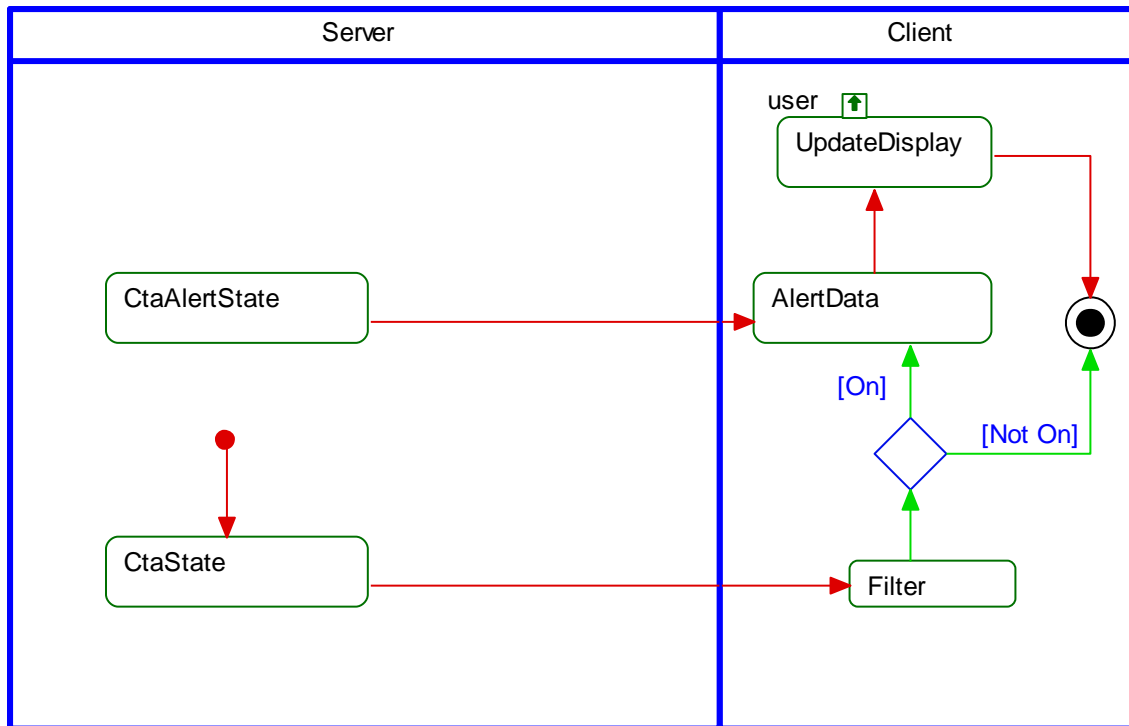 Server
Client
user
UpdateDisplay
CtaAlertState
AlertData
[On]
[Not On]
CtaState
Filter